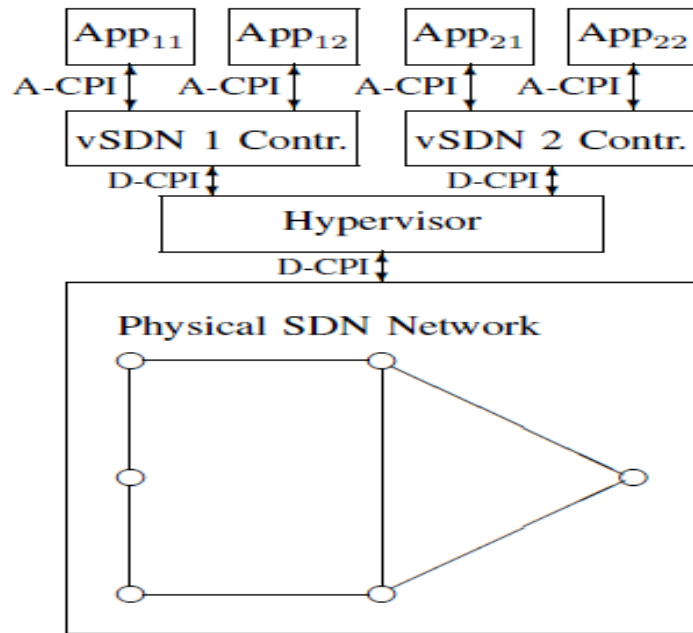 App₁₁ App₁₂ App₂₁ App₂₂
A-CPI A-CPI A-CPI A-CPI
vSDN 1 Contr. vSDN 2 Contr.
D-CPI D-CPI
Hypervisor
D-CPI
Physical SDN Network